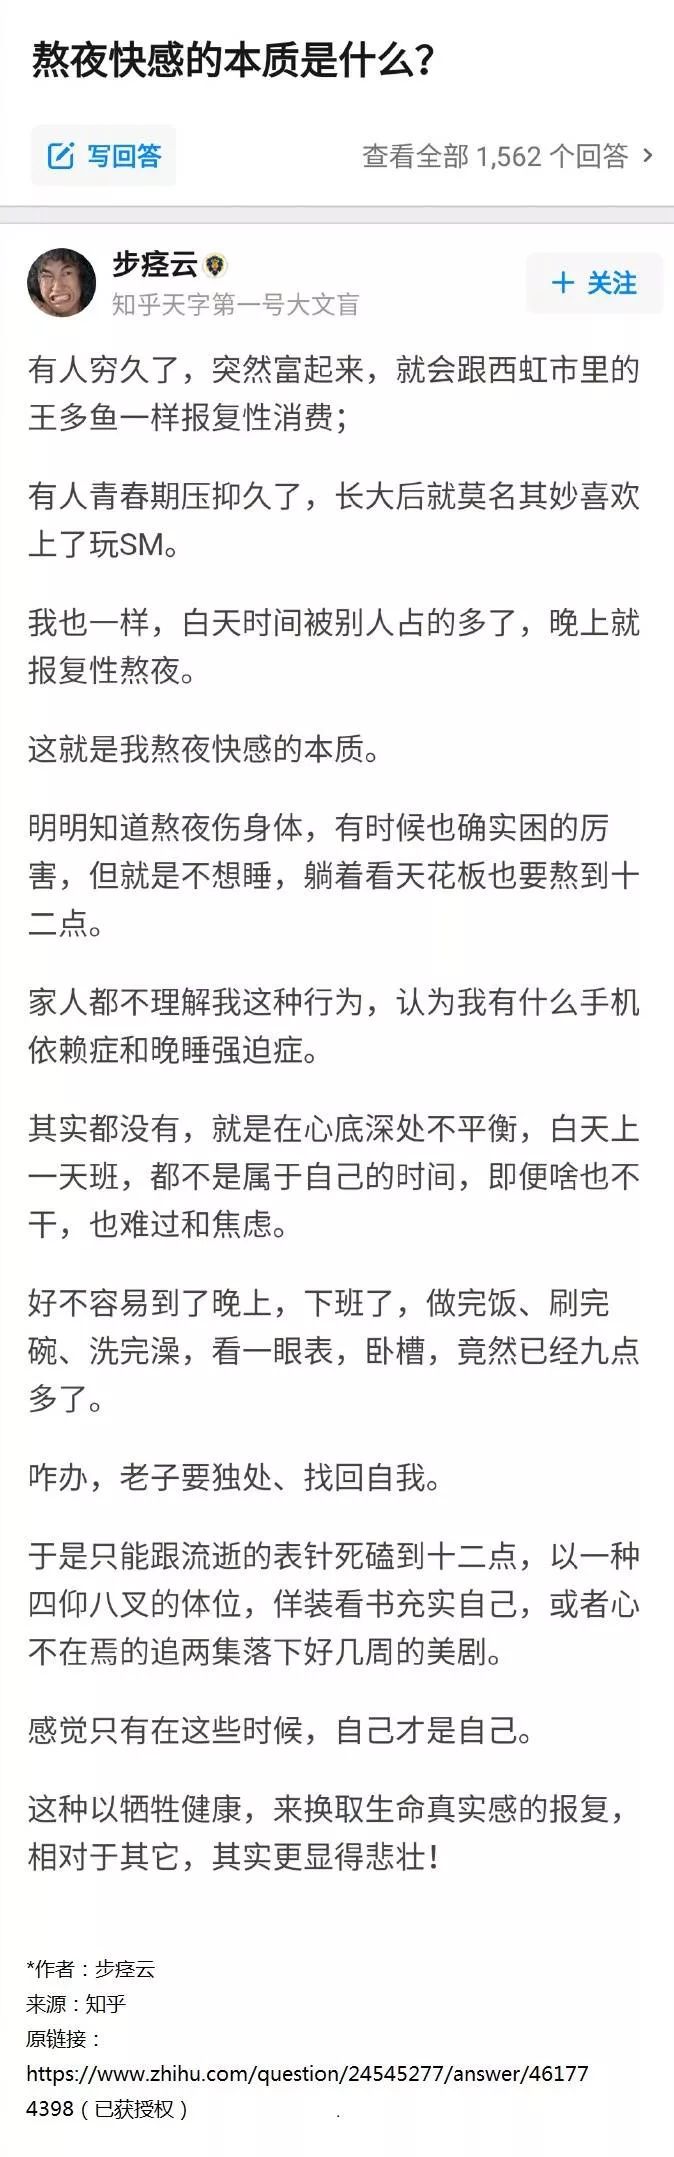 熬夜快感的本质是什么?
写回答
查看全部 1,562 个回答 >
步痉云
知乎天字第一号大文盲
+ 关注
有人穷久了，突然富起来，就会跟西虹市里的
王多鱼一样报复性消费；
有人青春期压抑久了，长大后就莫名其妙喜欢
上了玩SM。
我也一样，白天时间被别人占的多了，晚上就
报复性熬夜。
这就是我熬夜快感的本质。
明明知道熬夜伤身体，有时候也确实困的厉
害，但就是不想睡，躺着看天花板也要熬到十
二点。
家人都不理解我这种行为，认为我有什么手机
依赖症和晚睡强迫症。
其实都没有，就是在心底深处不平衡，白天上
一天班，都不是属于自己的时间，即便啥也不
干，也难过和焦虑。
好不容易到了晚上，下班了，做完饭、刷完
碗、洗完澡，看一眼表，卧槽，竟然已经九点
多了。
咋办，老子要独处、找回自我。
于是只能跟流逝的表针死磕到十二点，以一种
四仰八叉的体位，佯装看书充实自己，或者心
不在焉的追两集落下好几周的美剧。
感觉只有在这些时候，自己才是自己。
这种以牺牲健康，来换取生命真实感的报复，
相对于其它，其实更显得悲壮！
*作者：步痉云
来源：知乎
原链接：
https://www.zhihu.com/question/24545277/answer/46177
4398（已获授权）